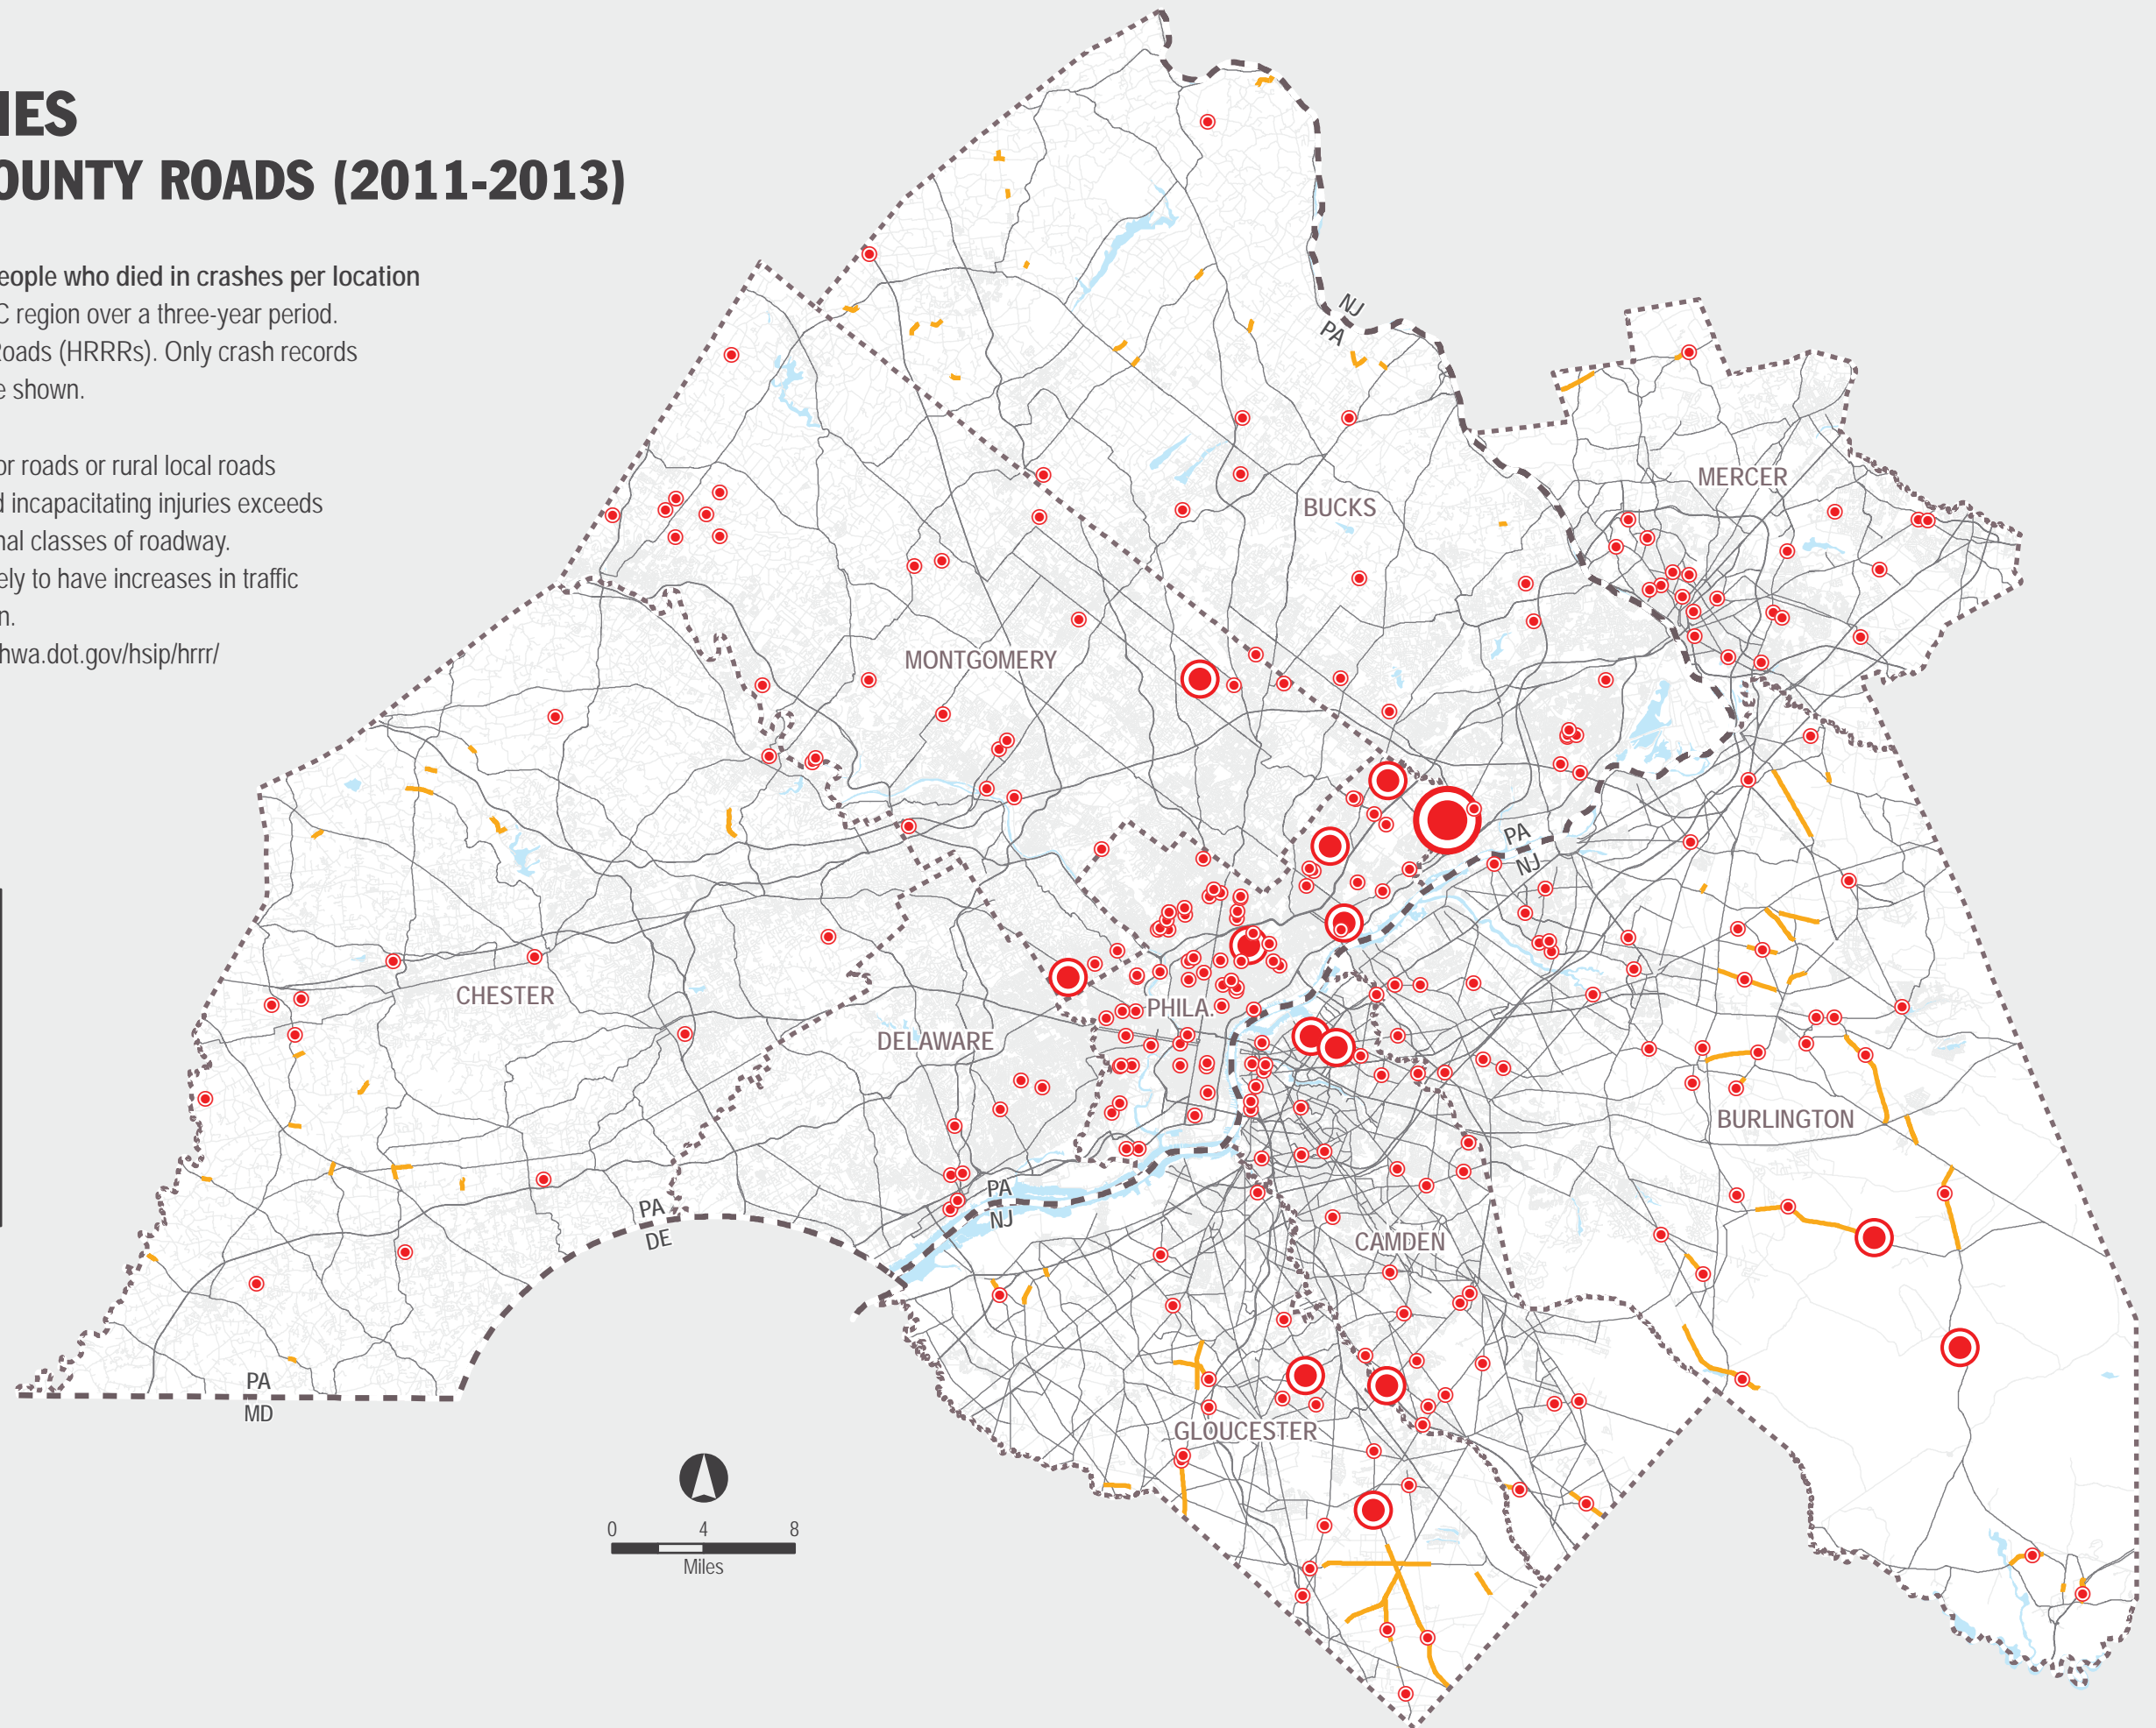 IES
OUNTY ROADS (2011-2013)
eople who died in crashes per location
C region over a three-year period.
Roads (HRRRs). Only crash records
e shown.
or roads or rural local roads
d incapacitating injuries exceeds
nal classes of roadway.
ely to have increases in traffic
n.
hwa.dot.gov/hsip/hrrr/
NJ
PA
MERCER
BUCKS
MONTGOMERY
PA
NJ
CHESTER
PHILA.
DELAWARE
BURLINGTON
PA
NJ
PA
DE
CAMDEN
PA
MD
GLOUCESTER
0 4 8
Miles